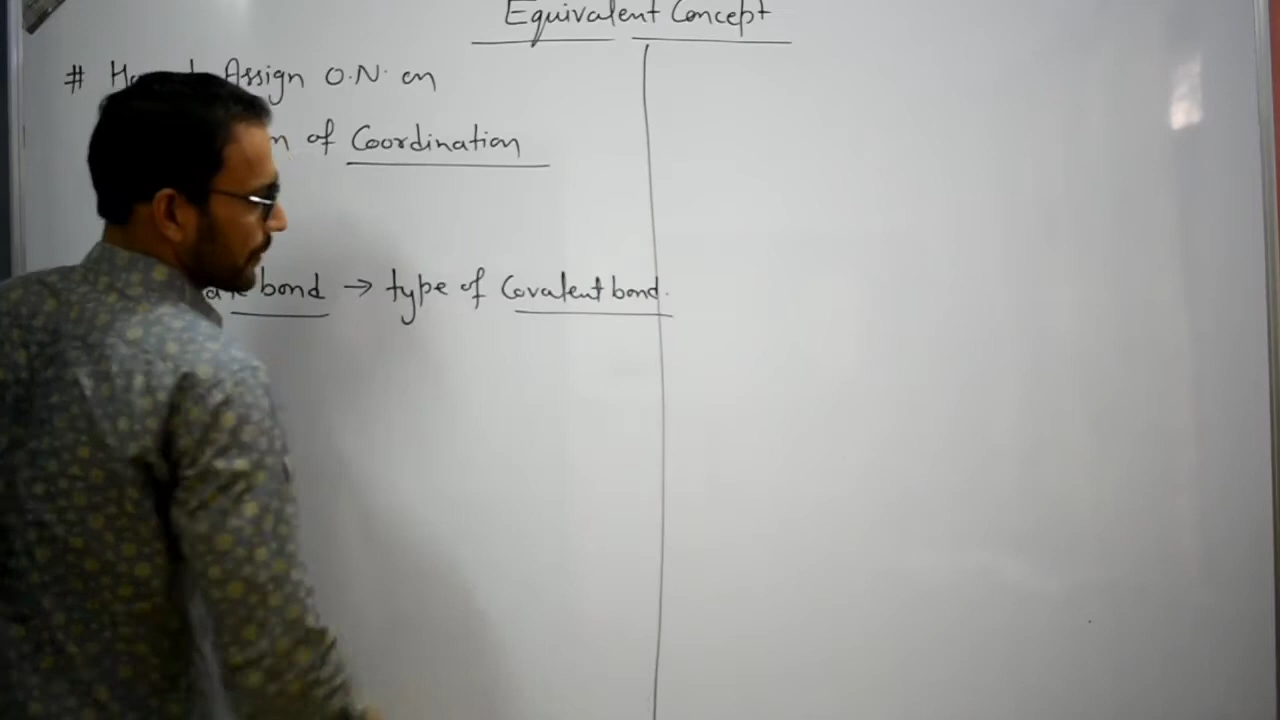 Equivalent Concept
# Assign O.N. on
of Coordination
bond → type of Covalent bond.